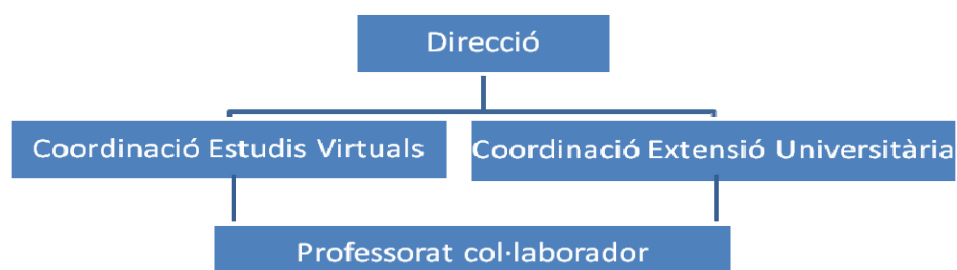 Direcció
Coordinació Estudis Virtuals
Coordinació Extensió Universitària
Professorat col·laborador